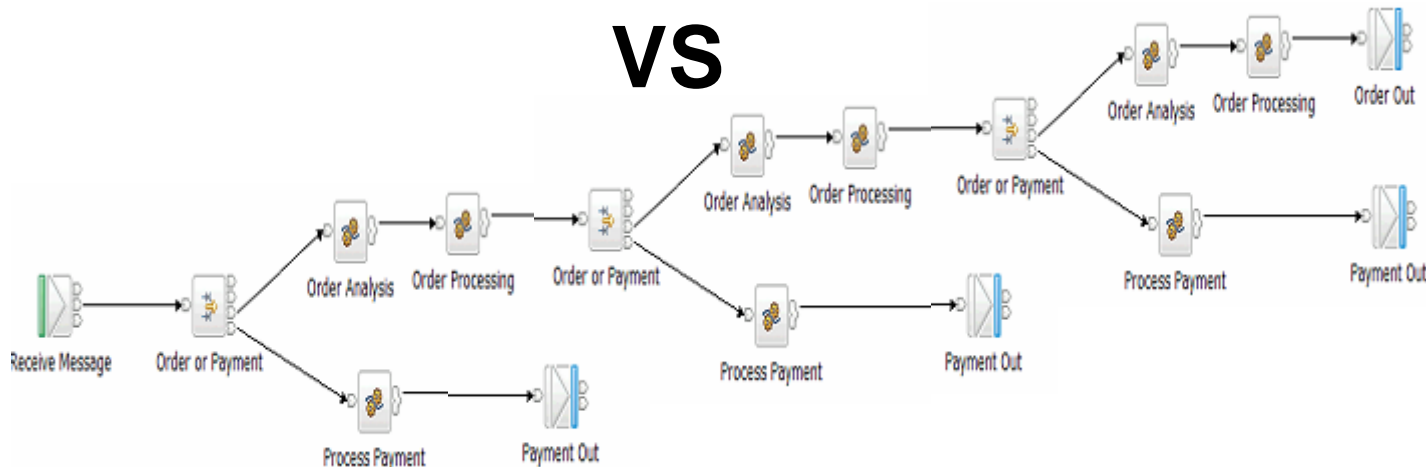 VS
Order Analysis
Order Processing
Order Out
Order Analysis
Order Processing
Order or Payment
Order Analysis
Order Processing
Order or Payment
Process Payment
Payment Out
Receive Message
Order or Payment
Process Payment
Payment Out
Process Payment
Payment Out